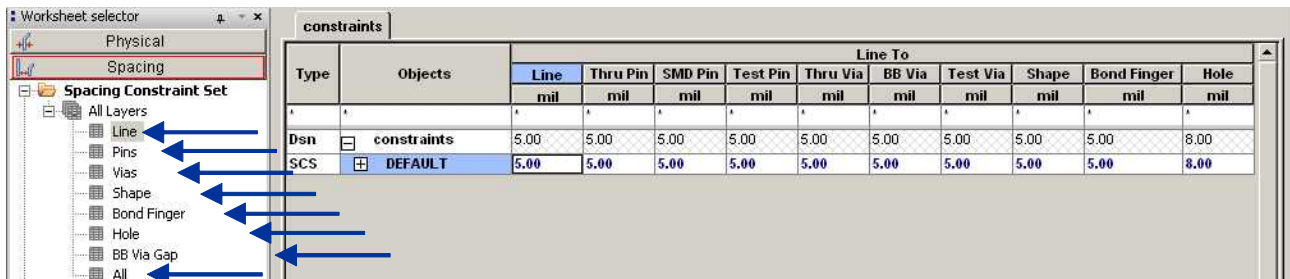 Worksheet selector
Physical
Spacing
Spacing Constraint Set
All Layers
Line
Pins
Vias
Shape
Bond Finger
Hole
BB Via Gap
All
constraints
Type Objects Line To
Line Thru Pin SMD Pin Test Pin Thru Via BB Via Test Via Shape Bond Finger Hole
mil mil mil mil mil mil mil mil mil mil
* * * * * * * * * * * *
Dsn constraints 5.00 5.00 5.00 5.00 5.00 5.00 5.00 5.00 5.00 8.00
SCS DEFAULT 5.00 5.00 5.00 5.00 5.00 5.00 5.00 5.00 5.00 8.00